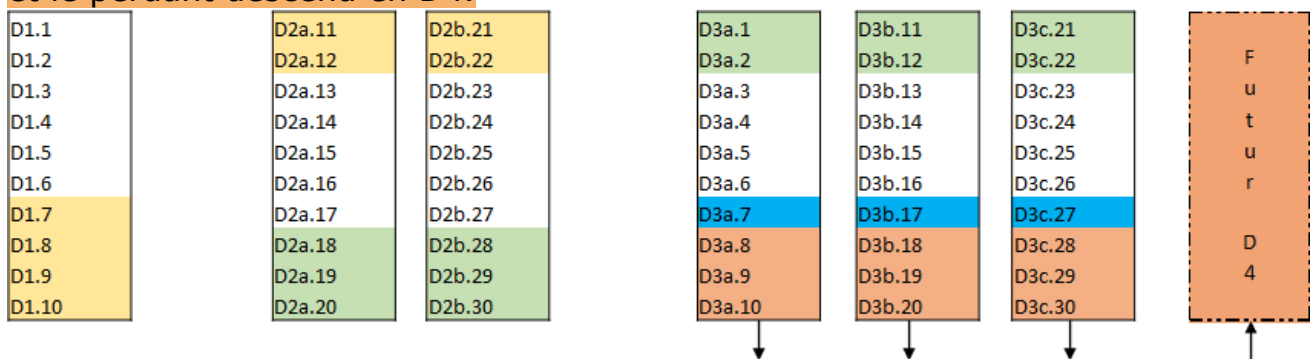 D1.1 D2a.11 D2b.21 D3a.1 D3b.11 D3c.21
D1.2 D2a.12 D2b.22 D3a.2 D3b.12 D3c.22 F
D1.3 D2a.13 D2b.23 D3a.3 D3b.13 D3c.23 u
D1.4 D2a.14 D2b.24 D3a.4 D3b.14 D3c.24 t
D1.5 D2a.15 D2b.25 D3a.5 D3b.15 D3c.25 u
D1.6 D2a.16 D2b.26 D3a.6 D3b.16 D3c.26 r
D1.7 D2a.17 D2b.27 D3a.7 D3b.17 D3c.27
D1.8 D2a.18 D2b.28 D3a.8 D3b.18 D3c.28 D
D1.9 D2a.19 D2b.29 D3a.9 D3b.19 D3c.29 4
D1.10 D2a.20 D2b.30 D3a.10 D3b.20 D3c.30